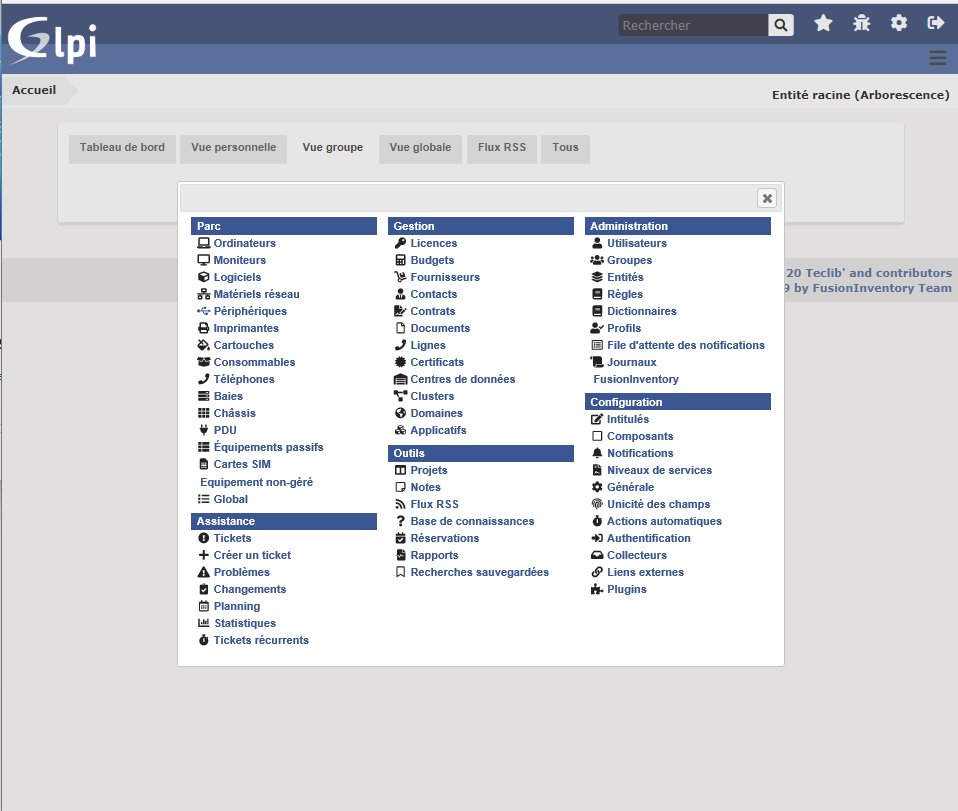 Glpi
Rechercher
Accueil
Entité racine (Arborescence)
Tableau de bord
Vue personnelle
Vue groupe
Vue globale
Flux RSS
Tous
Parc
Ordinateurs
Moniteurs
Logiciels
Matériels réseau
Périphériques
Imprimantes
Cartouches
Consommables
Téléphones
Baies
Châssis
PDU
Équipements passifs
Cartes SIM
Equipement non-géré
Global
Assistance
Tickets
Créer un ticket
Problèmes
Changements
Planning
Statistiques
Tickets récurrents
Gestion
Licences
Budgets
Fournisseurs
Contacts
Contrats
Documents
Lignes
Certificats
Centres de données
Clusters
Domaines
Applicatifs
Outils
Projets
Notes
Flux RSS
Base de connaissances
Réservations
Rapports
Recherches sauvegardées
Administration
Utilisateurs
Groupes
Entités
Règles
Dictionnaires
Profils
File d'attente des notifications
Journaux
FusionInventory
Configuration
Intitulés
Composants
Notifications
Niveaux de services
Générale
Unicité des champs
Actions automatiques
Authentification
Collecteurs
Liens externes
Plugins
20 Teclib' and contributors
9 by FusionInventory Team